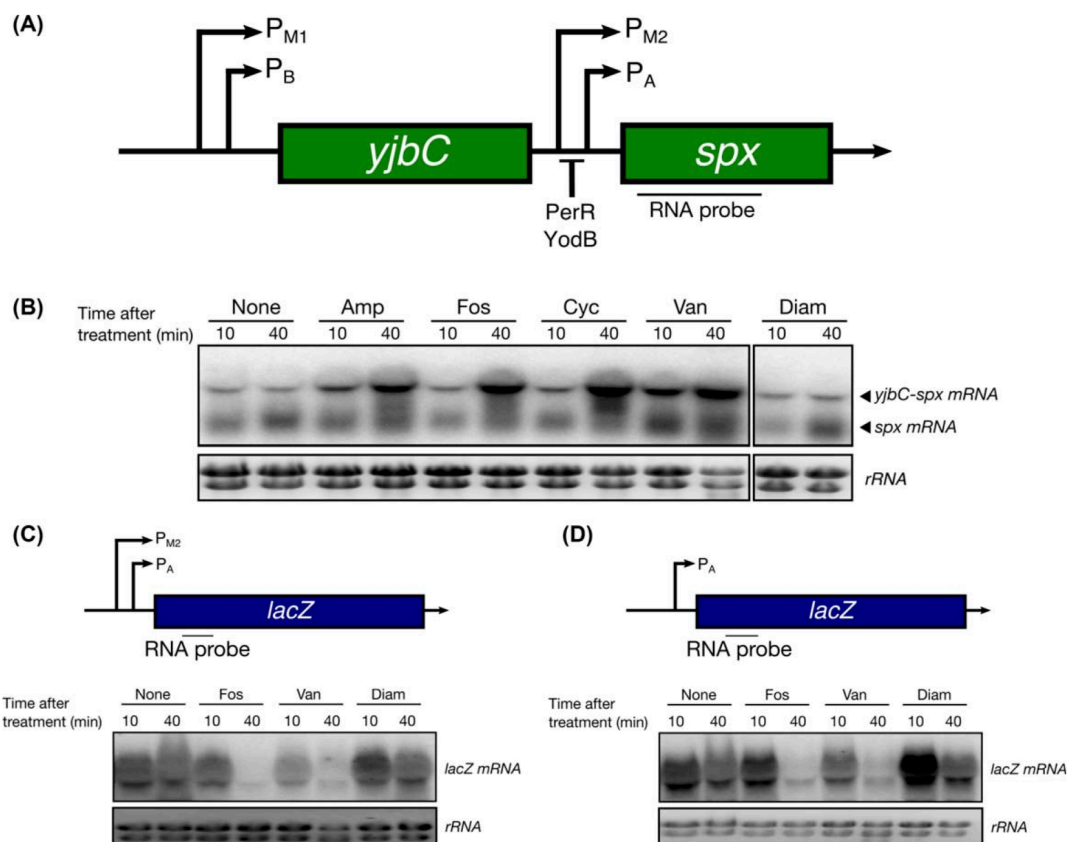 (A)
PM1
PM2
PB
PA
yjbC
spx
PerR
YodB
RNA probe
(B)
Time after
treatment (min)
None Amp Fos Cyc Van Diam
10 40 10 40 10 40 10 40 10 40 10 40
yjbC-spx mRNA
spx mRNA
rRNA
(C)
PM2
PA
lacZ
RNA probe
Time after
treatment (min)
None Fos Van Diam
10 40 10 40 10 40 10 40
lacZ mRNA
rRNA
(D)
PA
lacZ
RNA probe
Time after
treatment (min)
None Fos Van Diam
10 40 10 40 10 40 10 40
lacZ mRNA
rRNA